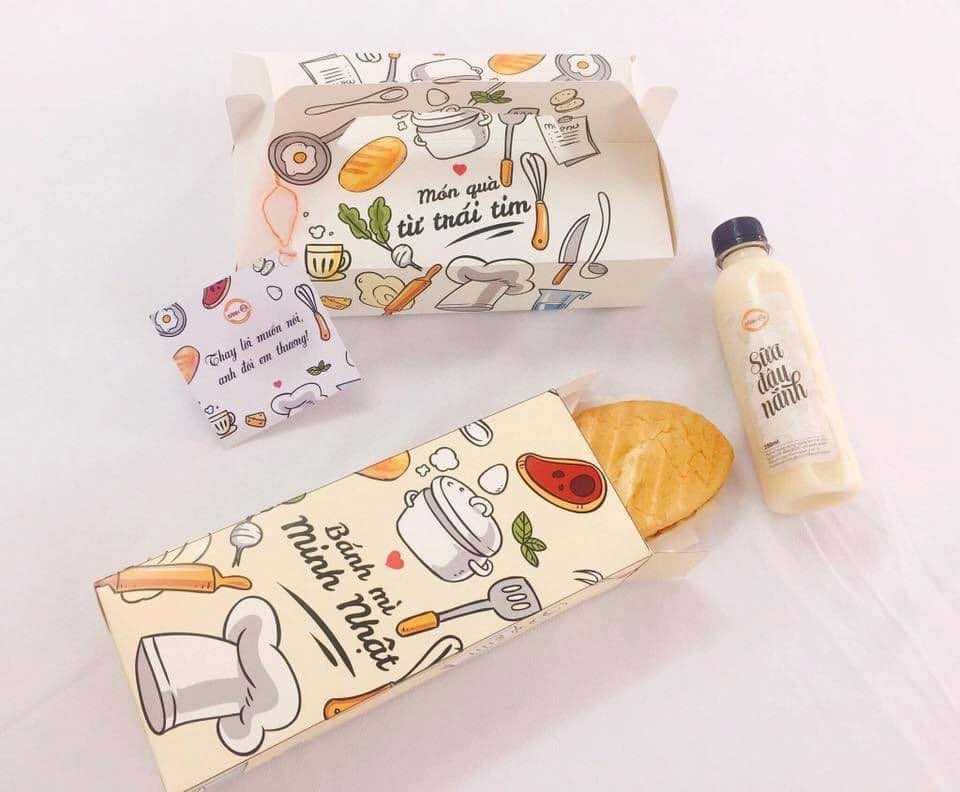 menu
Món quà
từ trái tim
Thay lời muốn nói,
anh đói em thương!
Sữa
đậu
nành
Bánh mì
Minh Nhật